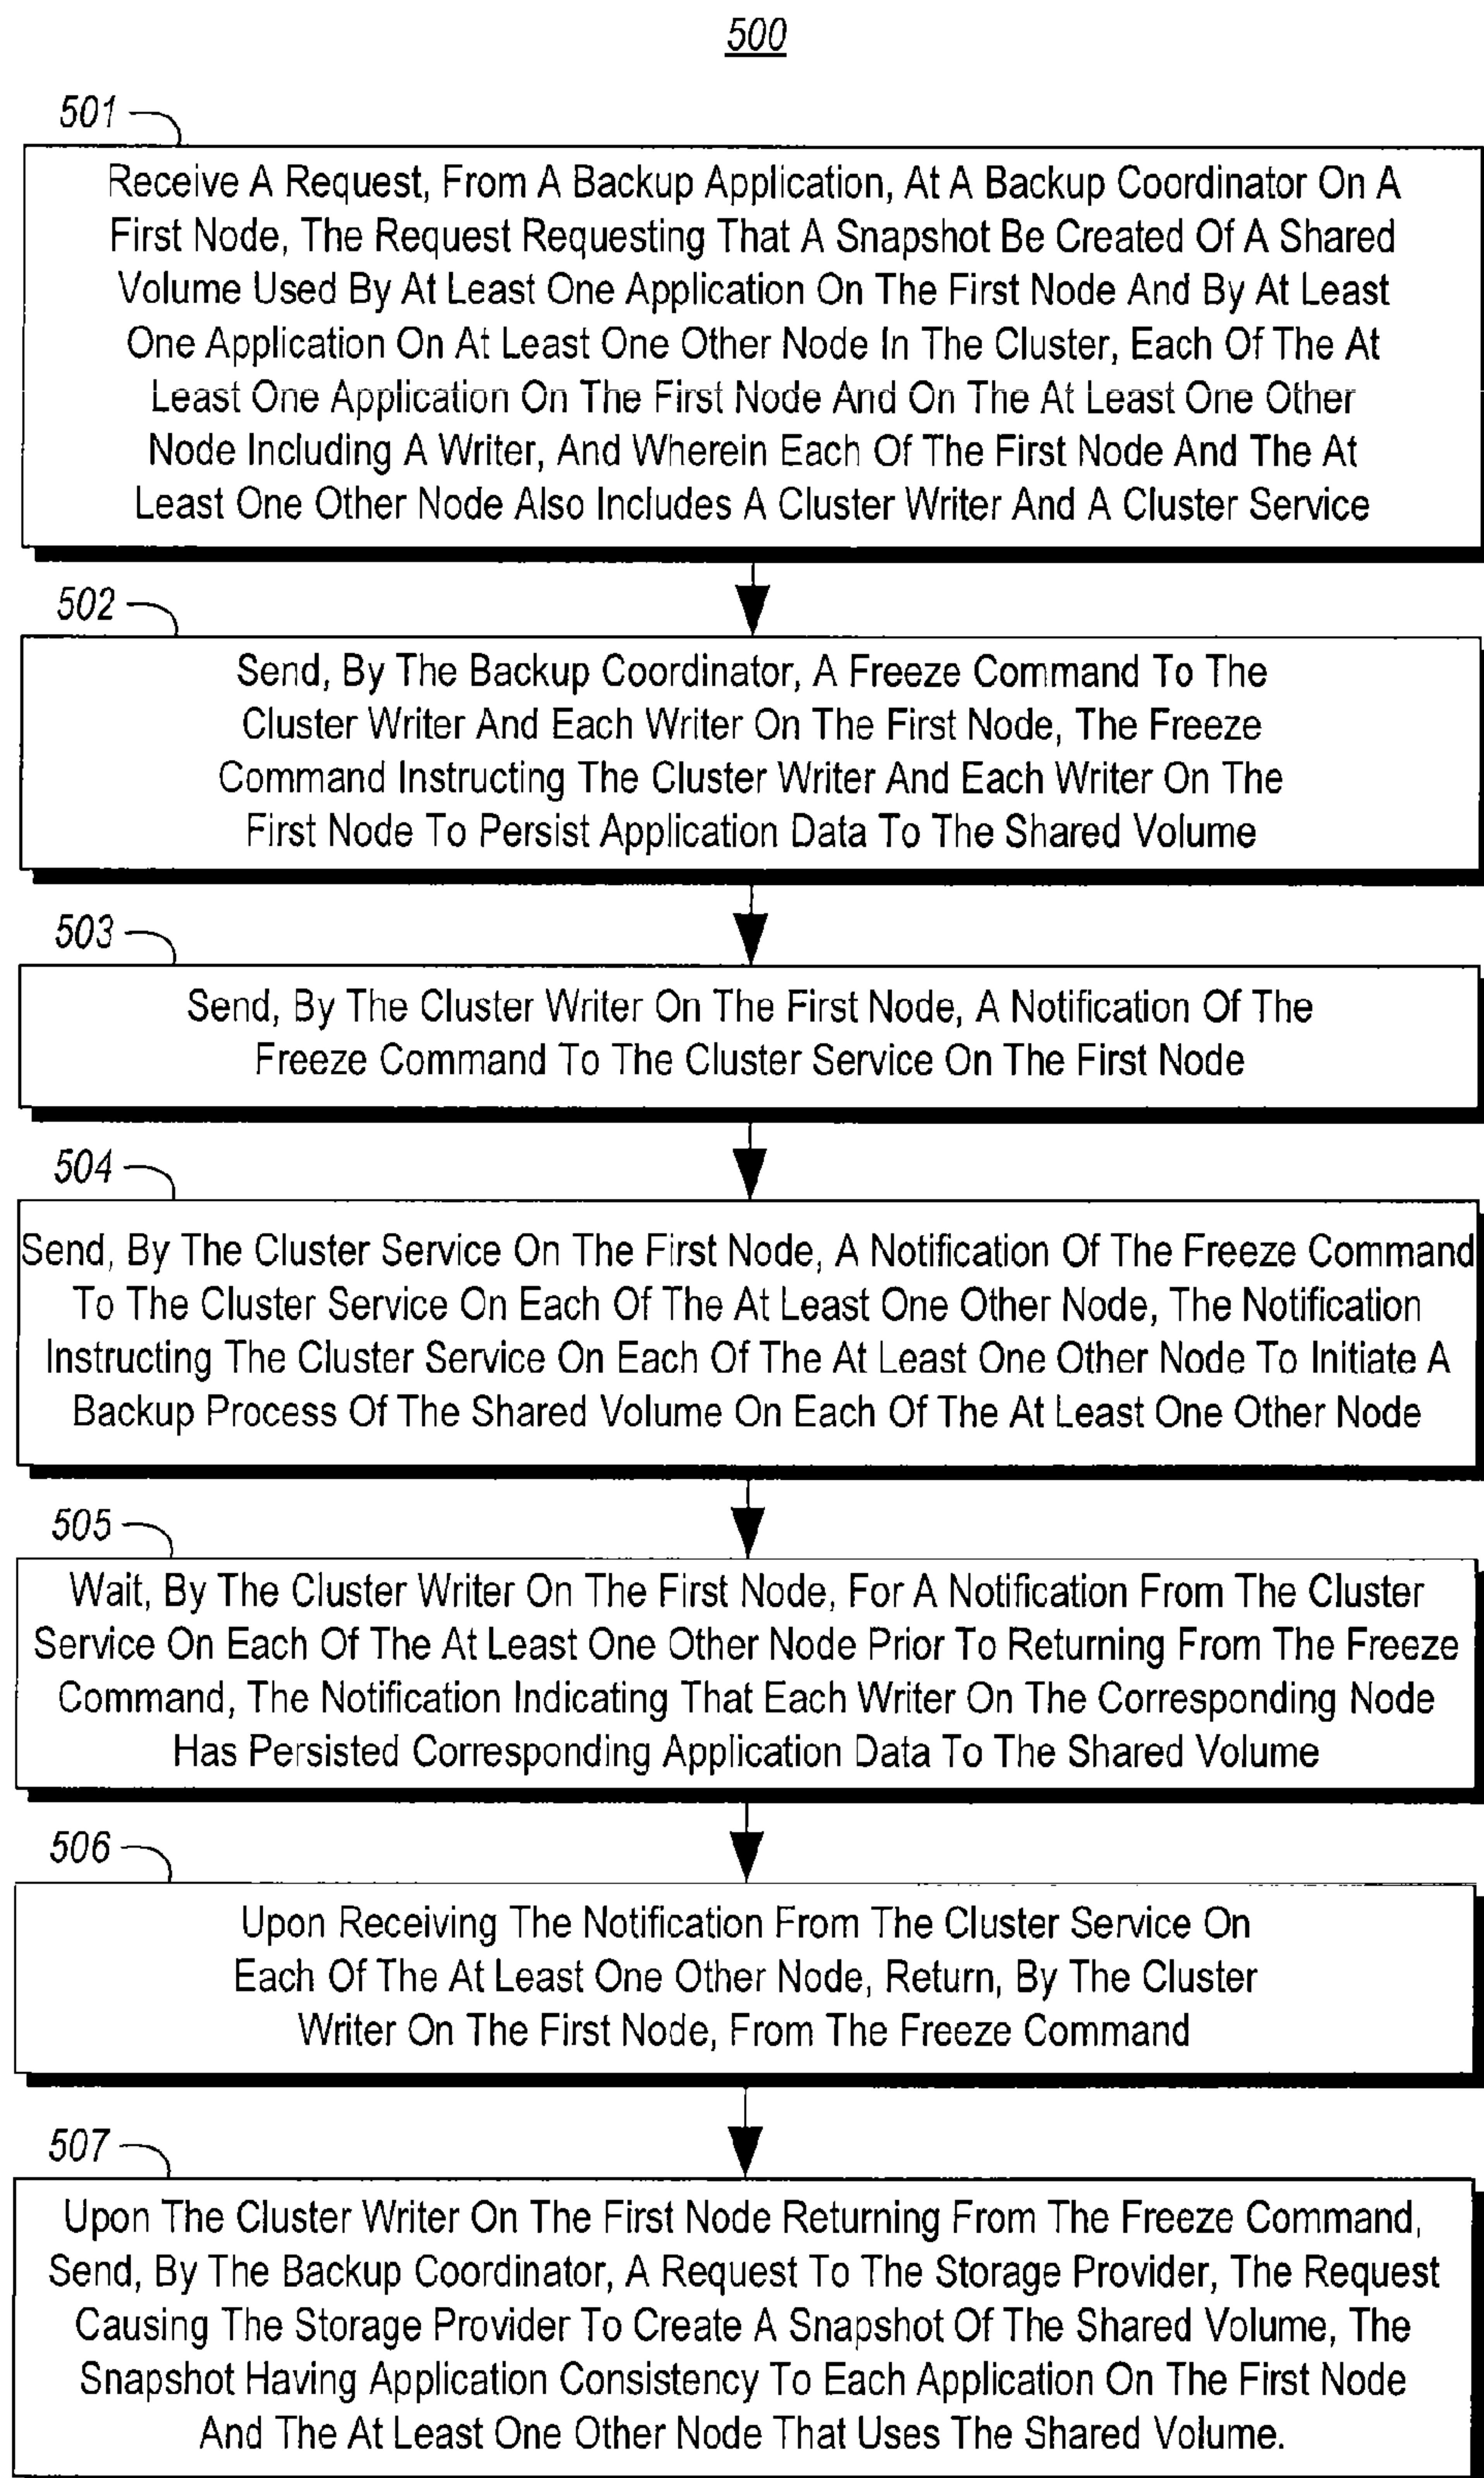 500
501
Receive A Request, From A Backup Application, At A Backup Coordinator On A
First Node, The Request Requesting That A Snapshot Be Created Of A Shared
Volume Used By At Least One Application On The First Node And By At Least
One Application On At Least One Other Node In The Cluster, Each Of The At
Least One Application On The First Node And On The At Least One Other
Node Including A Writer, And Wherein Each Of The First Node And The At
Least One Other Node Also Includes A Cluster Writer And A Cluster Service
502
Send, By The Backup Coordinator, A Freeze Command To The
Cluster Writer And Each Writer On The First Node, The Freeze
Command Instructing The Cluster Writer And Each Writer On The
First Node To Persist Application Data To The Shared Volume
503
Send, By The Cluster Writer On The First Node, A Notification Of The
Freeze Command To The Cluster Service On The First Node
504
Send, By The Cluster Service On The First Node, A Notification Of The Freeze Command
To The Cluster Service On Each Of The At Least One Other Node, The Notification
Instructing The Cluster Service On Each Of The At Least One Other Node To Initiate A
Backup Process Of The Shared Volume On Each Of The At Least One Other Node
505
Wait, By The Cluster Writer On The First Node, For A Notification From The Cluster
Service On Each Of The At Least One Other Node Prior To Returning From The Freeze
Command, The Notification Indicating That Each Writer On The Corresponding Node
Has Persisted Corresponding Application Data To The Shared Volume
506
Upon Receiving The Notification From The Cluster Service On
Each Of The At Least One Other Node, Return, By The Cluster
Writer On The First Node, From The Freeze Command
507
Upon The Cluster Writer On The First Node Returning From The Freeze Command,
Send, By The Backup Coordinator, A Request To The Storage Provider, The Request
Causing The Storage Provider To Create A Snapshot Of The Shared Volume, The
Snapshot Having Application Consistency To Each Application On The First Node
And The At Least One Other Node That Uses The Shared Volume.